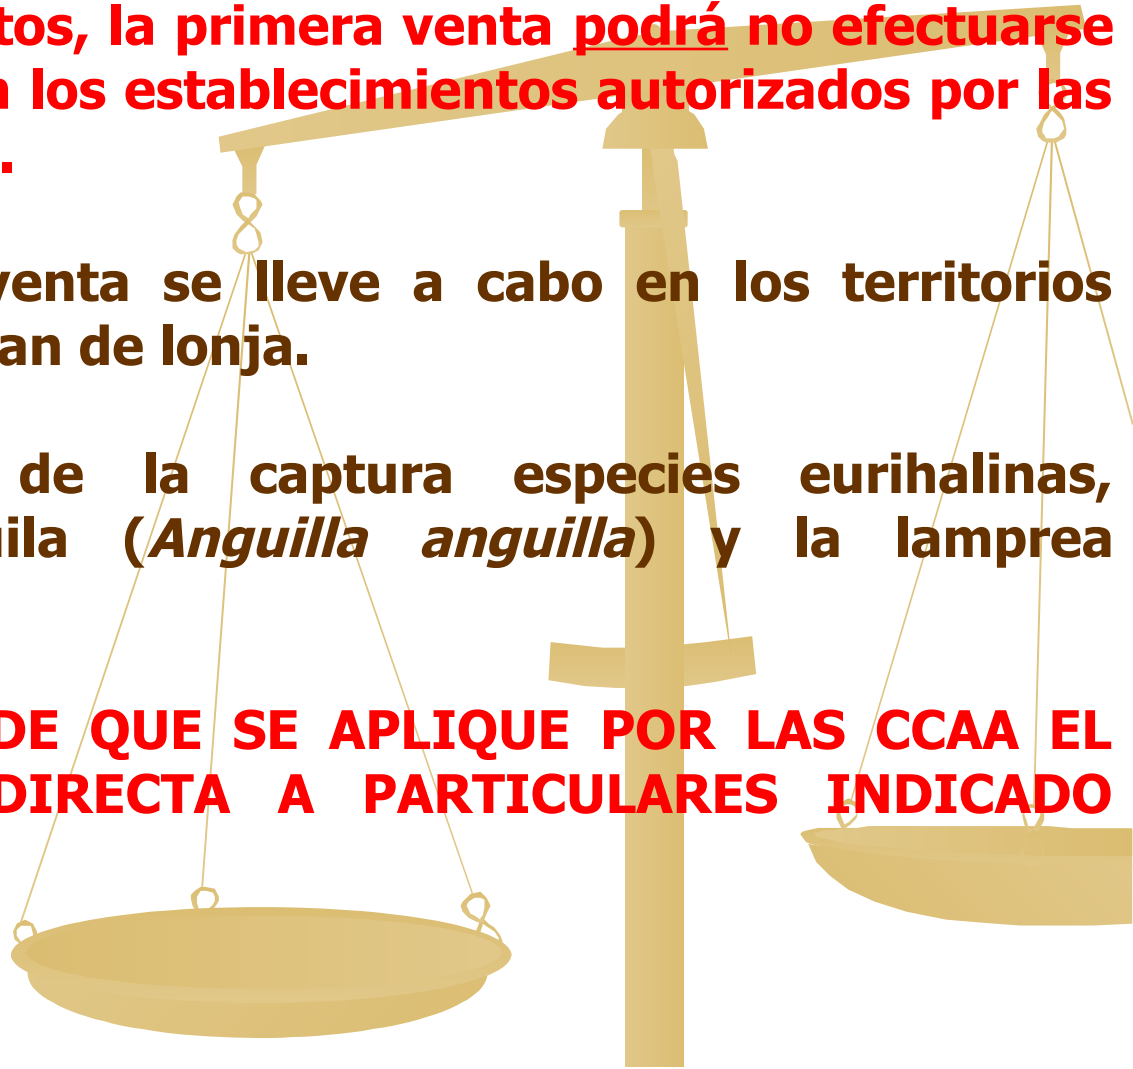 tos, la primera venta podrá no efectuarse
n los establecimientos autorizados por las
.
venta se lleve a cabo en los territorios
an de lonja.
de la captura especies eurihalinas,
uila (Anguilla anguilla) y la lamprea
DE QUE SE APLIQUE POR LAS CCAA EL
DIRECTA A PARTICULARES INDICADO